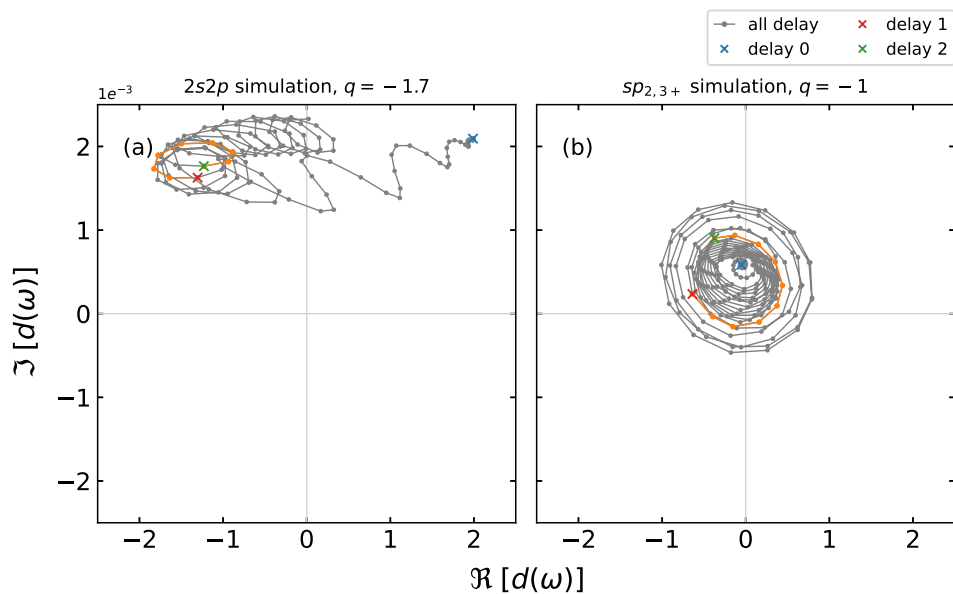 all delay
delay 0
delay 1
delay 2
2s2p simulation, q = −1.7
sp2,3+ simulation, q = −1
1e−3
(a)
(b)
2
1
0
−1
−2
ℑ [d(ω)]
−2 −1 0 1 2
−2 −1 0 1 2
ℜ [d(ω)]